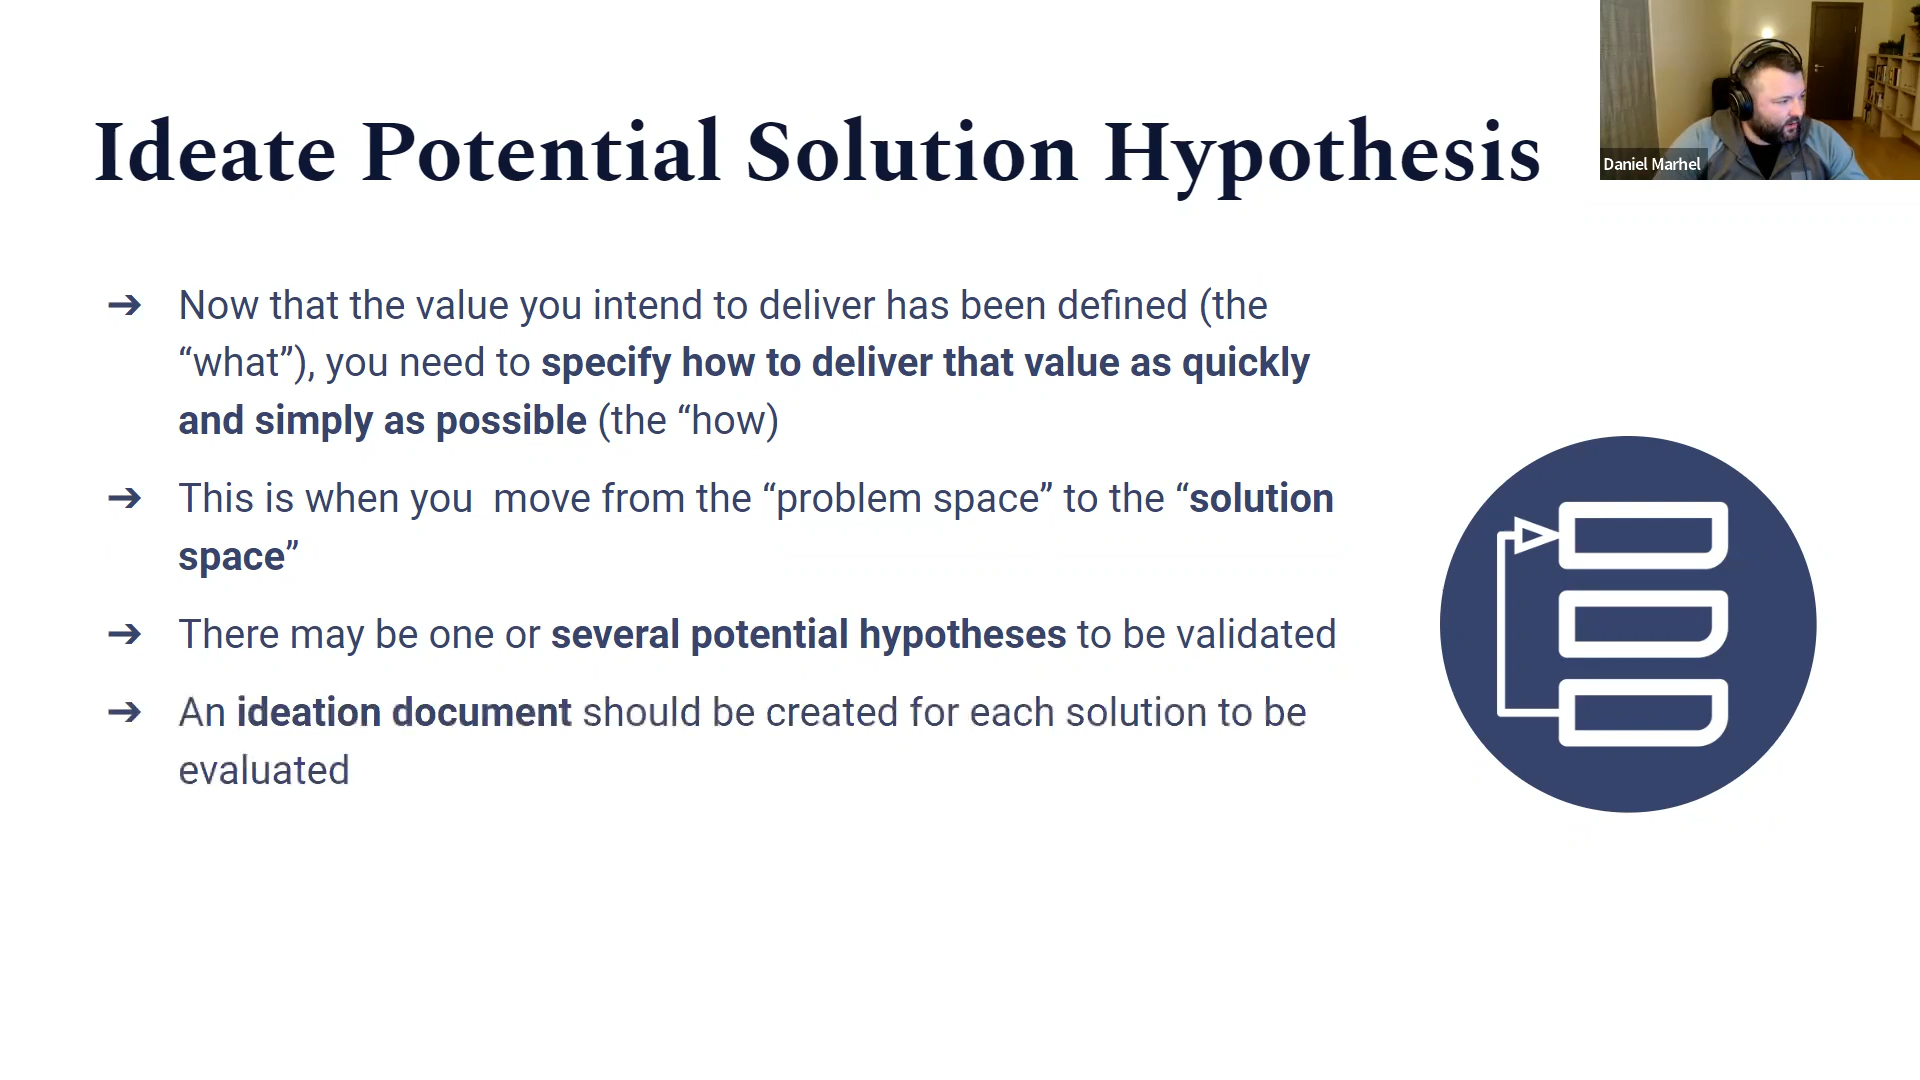 Ideate Potential Solution Hypothesis
Daniel Marhel
➔ Now that the value you intend to deliver has been defined (the
“what”), you need to specify how to deliver that value as quickly
and simply as possible (the “how)
➔ This is when you  move from the “problem space” to the “solution
space”
➔ There may be one or several potential hypotheses to be validated
➔ An ideation document should be created for each solution to be
evaluated